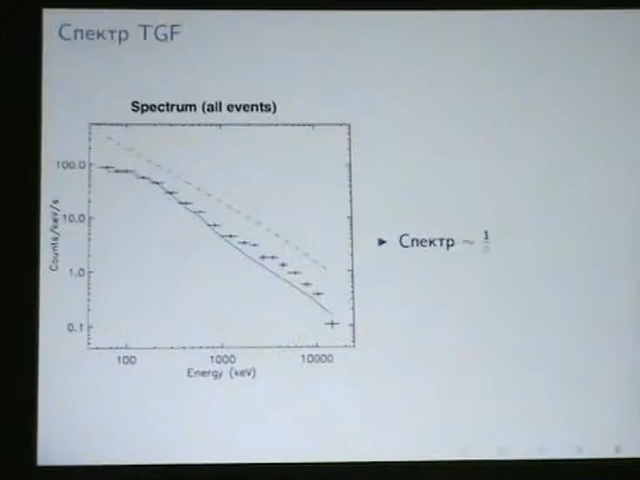 Спектр TGF
Spectrum (all events)
Counts/keV/s
100.0
10.0
1.0
0.1
100
1000
10000
Energy (keV)
► Спектр ~ 1